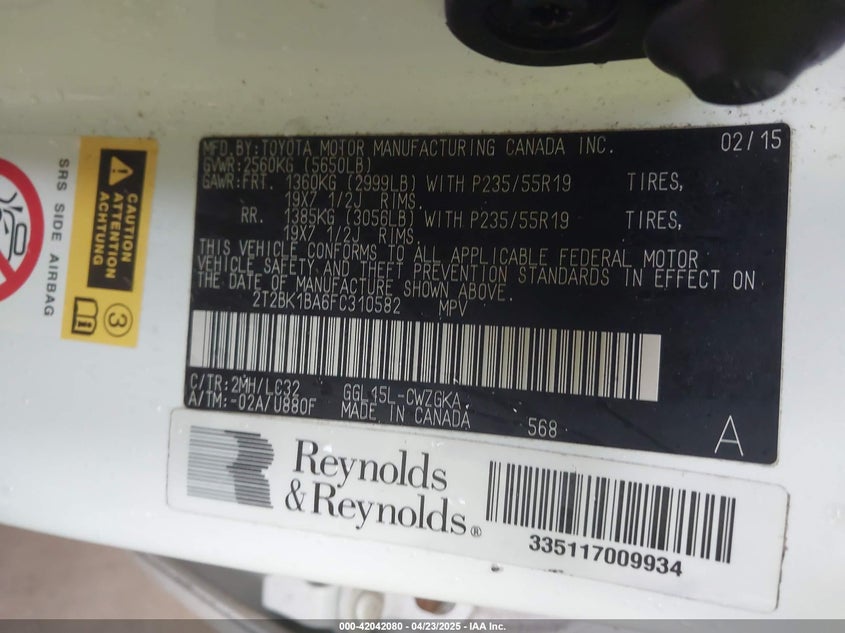 MFD.BY:TOYOTA MOTOR MANUFACTURING CANADA INC. 02/15
GVWR:2560KG (5650LB)
GAWR:FRT. 1360KG (2999LB) WITH P235/55R19 TIRES,
19X7 1/2J RIMS.
RR. 1385KG (3056LB) WITH P235/55R19 TIRES,
19X7 1/2J RIMS.
THIS VEHICLE CONFORMS TO ALL APPLICABLE FEDERAL MOTOR
VEHICLE SAFETY AND THEFT PREVENTION STANDARDS IN EFFECT ON
THE DATE OF MANUFACTURE SHOWN ABOVE.
2T2BK1BA6FC310582 MPV
C/TR:2MH/LC32 GGL15L-CWZGKA
A/TM:-02A/U880F MADE IN CANADA 568
A
SRS SIDE AIRBAG
CAUTION
ATTENTION
3
Reynolds
&Reynolds®
335117009934
000-42042080 - 04/23/2025 - IAA Inc.